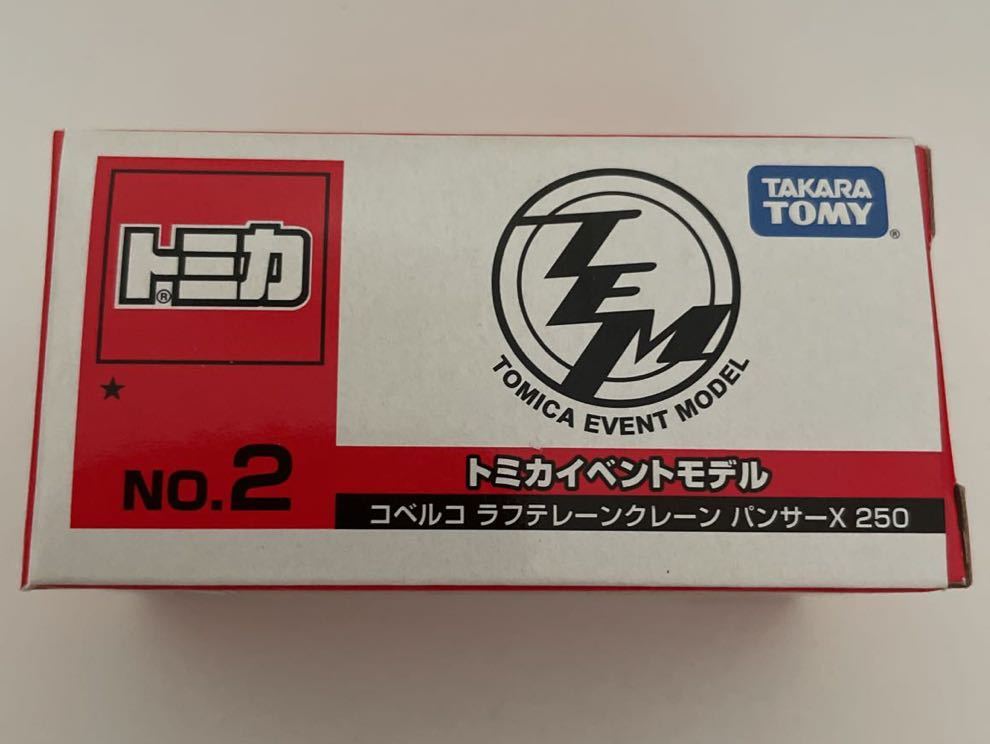 トミカ®
★
NO.2
TEM
TOMICA EVENT MODEL
TAKARA
TOMY®
トミカイベントモデル
コベルコ ラフテレーンクレーン パンサーX 250